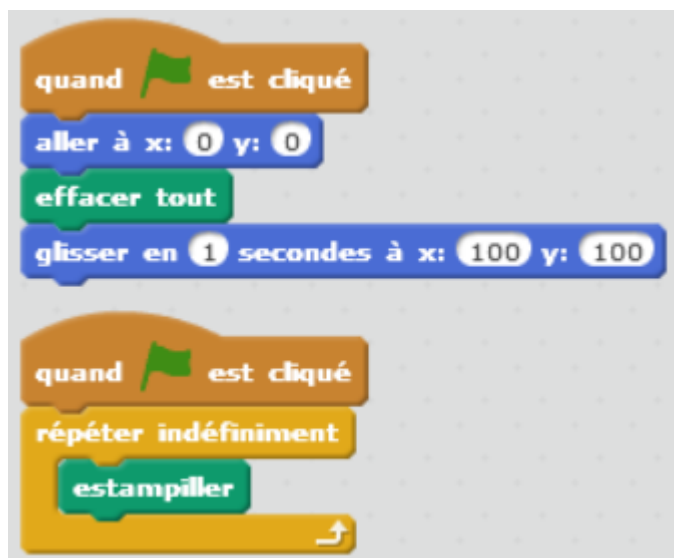 quand est cliqué
aller à x: 0 y: 0
effacer tout
glisser en 1 secondes à x: 100 y: 100
quand est cliqué
répéter indéfiniment
estampiller